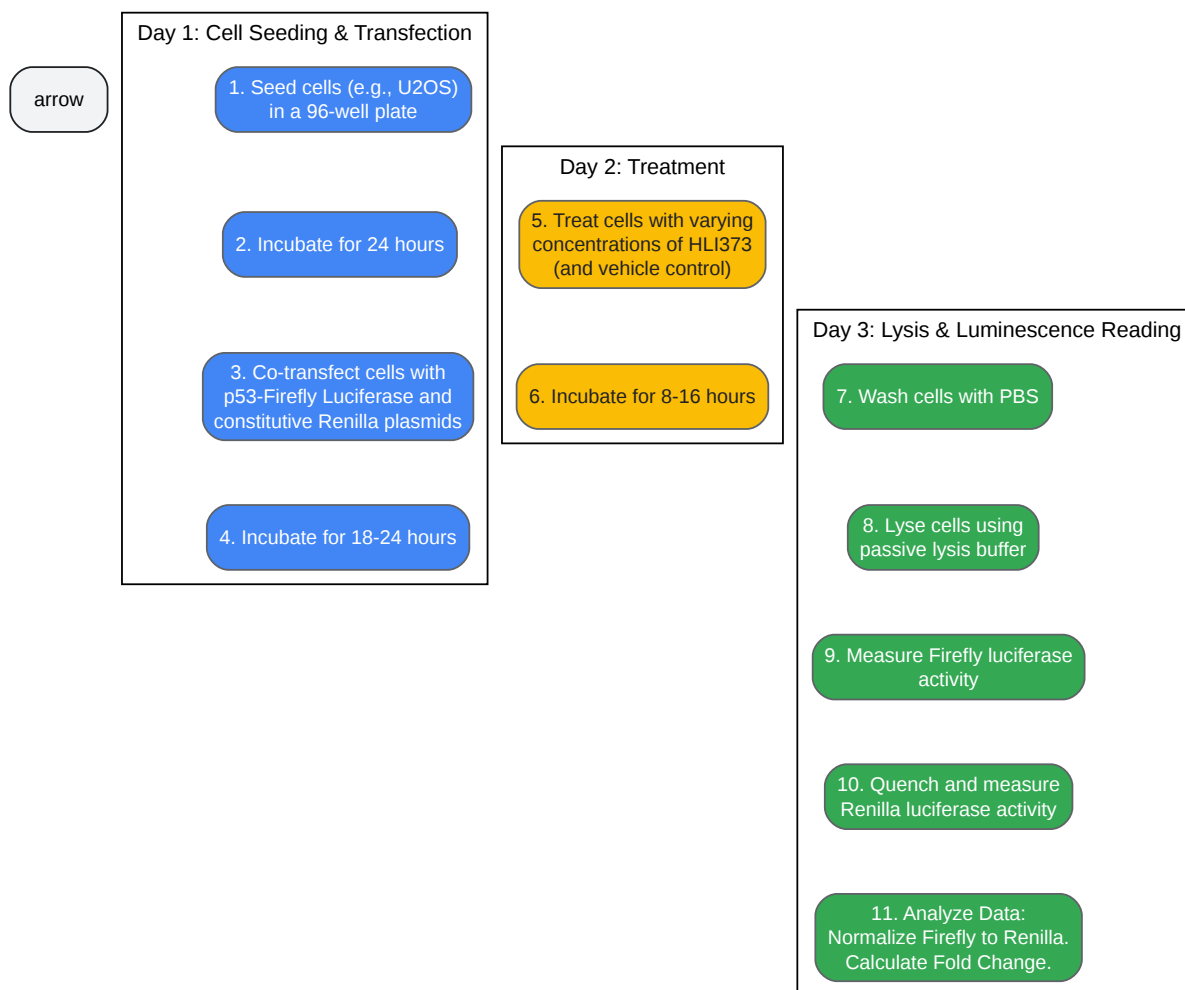 arrow
Day 1: Cell Seeding & Transfection
1. Seed cells (e.g., U2OS)
in a 96-well plate
2. Incubate for 24 hours
3. Co-transfect cells with
p53-Firefly Luciferase and
constitutive Renilla plasmids
4. Incubate for 18-24 hours
Day 2: Treatment
5. Treat cells with varying
concentrations of HLI373
(and vehicle control)
6. Incubate for 8-16 hours
Day 3: Lysis & Luminescence Reading
7. Wash cells with PBS
8. Lyse cells using
passive lysis buffer
9. Measure Firefly luciferase
activity
10. Quench and measure
Renilla luciferase activity
11. Analyze Data:
Normalize Firefly to Renilla.
Calculate Fold Change.